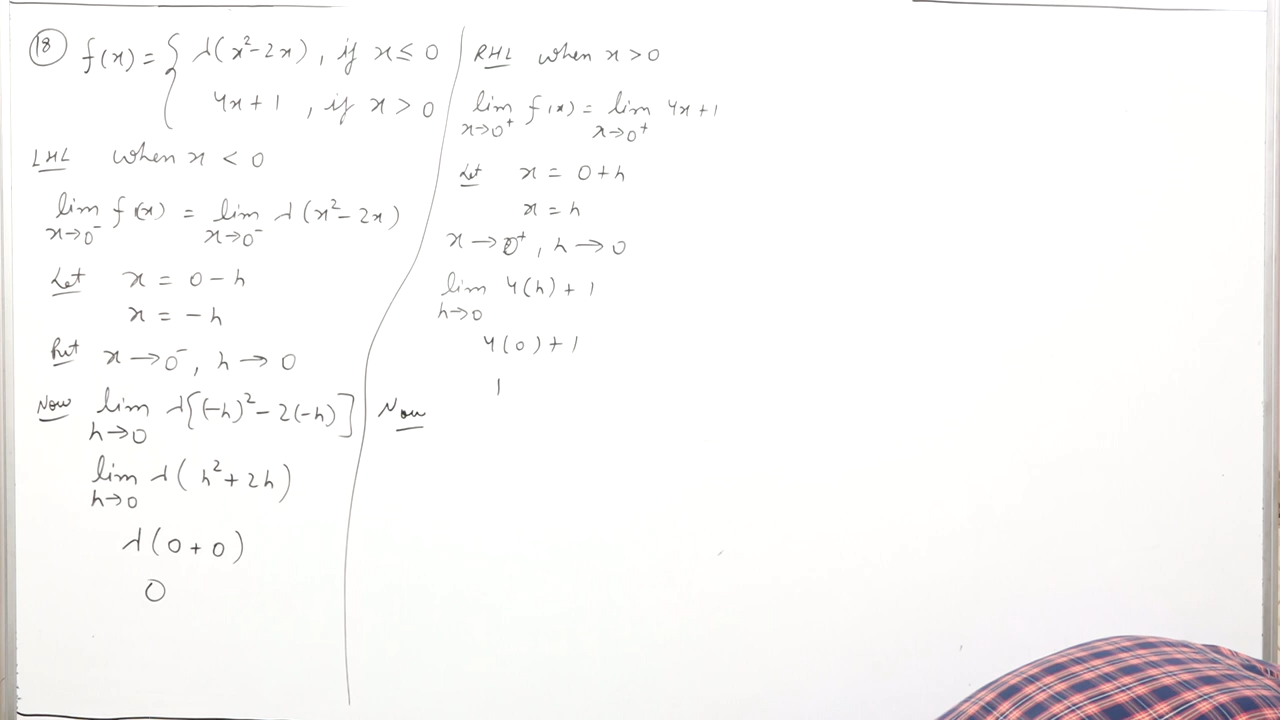 18 f(x) = { λ(x²-2x), if x ≤ 0
4x+1 , if x > 0
LHL when x < 0
lim x→0⁻ f(x) = lim x→0⁻ λ(x²-2x)
Let x = 0-h
x = -h
Put x→0⁻, h→0
Now lim h→0 λ[(-h)²-2(-h)]
lim h→0 λ(h²+2h)
λ(0+0)
0
RHL when x > 0
lim x→0⁺ f(x) = lim x→0⁺ 4x+1
Let x = 0+h
x = h
x→0⁺, h→0
lim h→0 4(h)+1
4(0)+1
1
Now